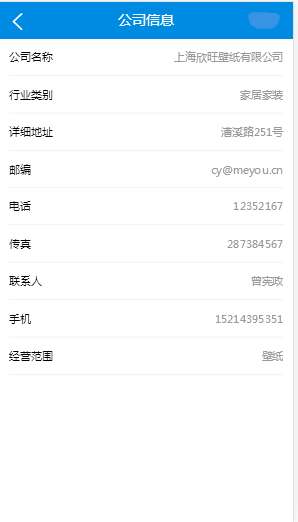 公司信息
公司名称 上海欣旺壁纸有限公司
行业类别 家居家装
详细地址 漕溪路251号
邮编 cy@meyou.cn
电话 12352167
传真 287384567
联系人 曾宪政
手机 15214395351
经营范围 壁纸